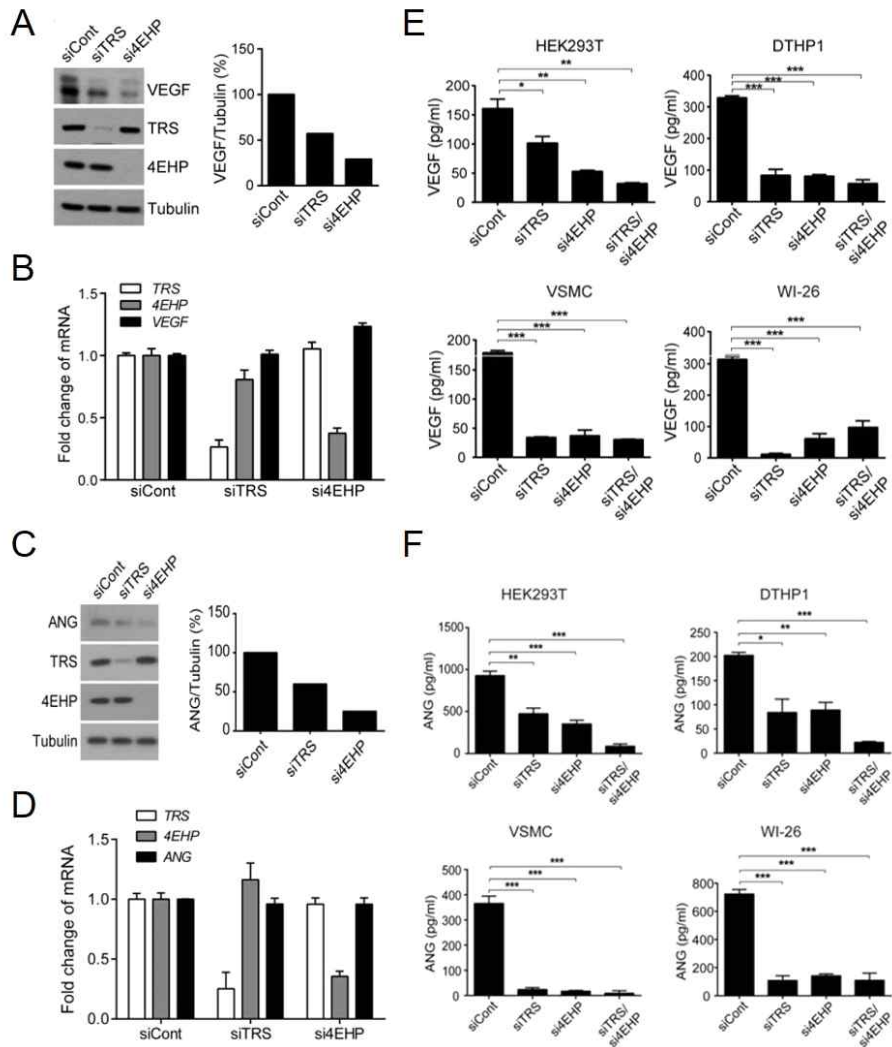 A
siCont
siTRS
si4EHP
VEGF
TRS
4EHP
Tubulin
VEGF/Tubulin (%)
150
100
50
0
siCont
siTRS
si4EHP
B
TRS
4EHP
VEGF
Fold change of mRNA
1.5
1.0
0.5
0.0
siCont siTRS si4EHP
C
siCont
siTRS
si4EHP
ANG
TRS
4EHP
Tubulin
ANG/Tubulin (%)
150
100
50
0
siCont
siTRS
si4EHP
D
TRS
4EHP
ANG
Fold change of mRNA
1.5
1.0
0.5
0.0
siCont siTRS si4EHP
E
HEK293T
**
**
*
VEGF (pg/ml)
200
150
100
50
0
siCont
siTRS
si4EHP
siTRS/
si4EHP
DTHP1
***
***
***
VEGF (pg/ml)
400
300
200
100
0
siCont
siTRS
si4EHP
siTRS/
si4EHP
VSMC
***
***
***
VEGF (pg/ml)
200
150
100
50
0
siCont
siTRS
si4EHP
siTRS/
si4EHP
WI-26
***
***
***
VEGF (pg/ml)
400
300
200
100
0
siCont
siTRS
si4EHP
siTRS/
si4EHP
F
HEK293T
***
***
**
ANG (pg/ml)
1500
1000
500
0
siCont
siTRS
si4EHP
siTRS/
si4EHP
DTHP1
***
**
*
ANG (pg/ml)
250
200
150
100
50
0
siCont
siTRS
si4EHP
siTRS/
si4EHP
VSMC
***
***
***
ANG (pg/ml)
500
400
300
200
100
0
siCont
siTRS
si4EHP
siTRS/
si4EHP
WI-26
***
***
***
ANG (pg/ml)
800
600
400
200
0
siCont
siTRS
si4EHP
siTRS/
si4EHP